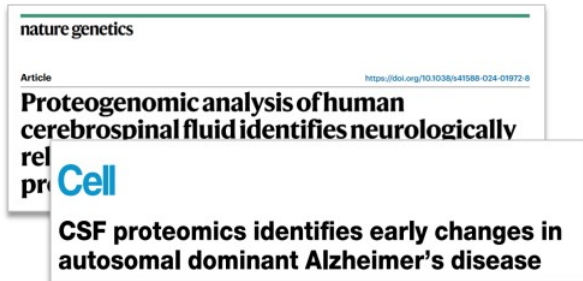 nature genetics
Article
https://doi.org/10.1038/s41588-024-01972-8
Proteogenomic analysis of human
cerebrospinal fluid identifies neurologically
Cell
CSF proteomics identifies early changes in
autosomal dominant Alzheimer's disease